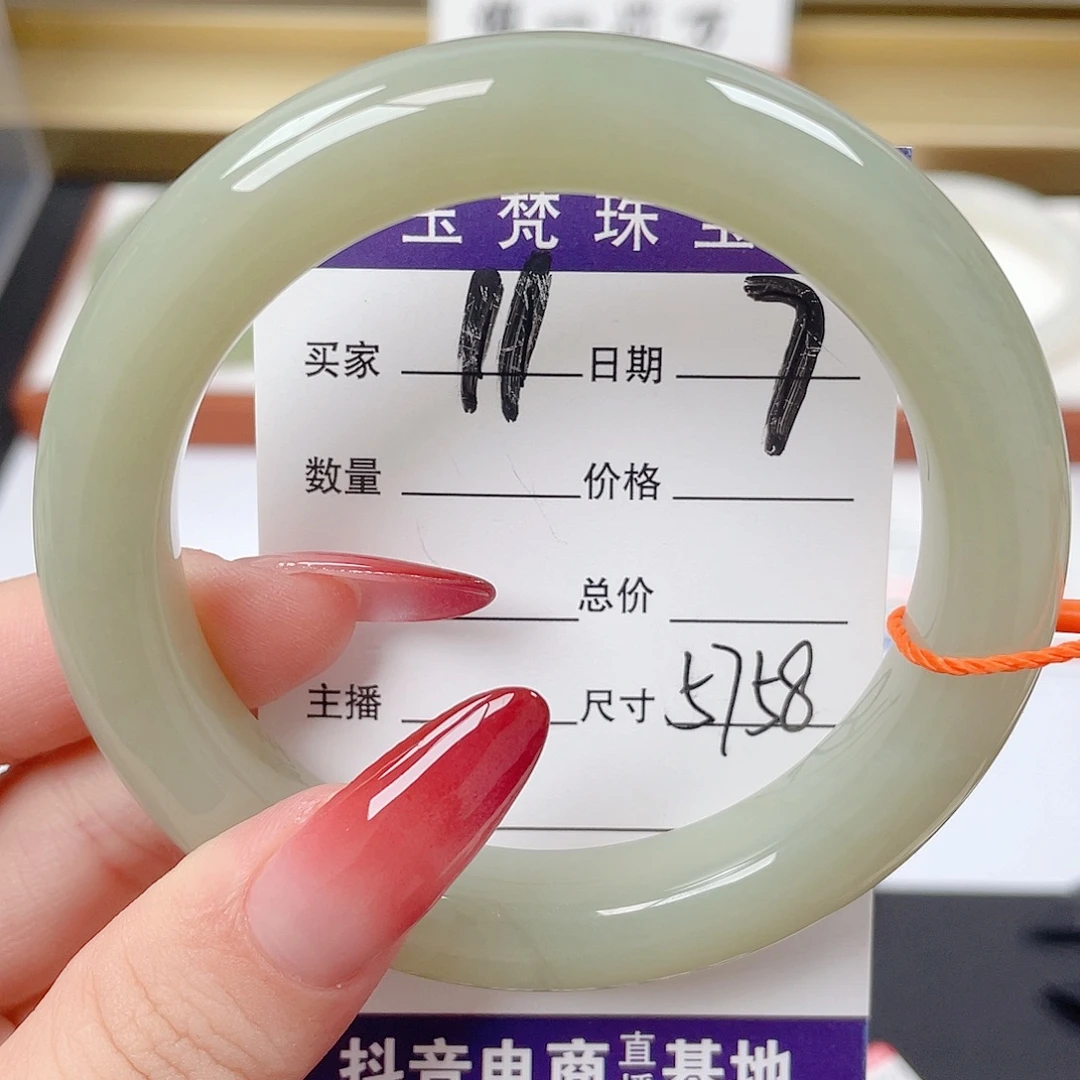 玉梵珠宝
买家 11 日期 7
数量 价格
总价
主播 尺寸 5758
抖音电商直播基地